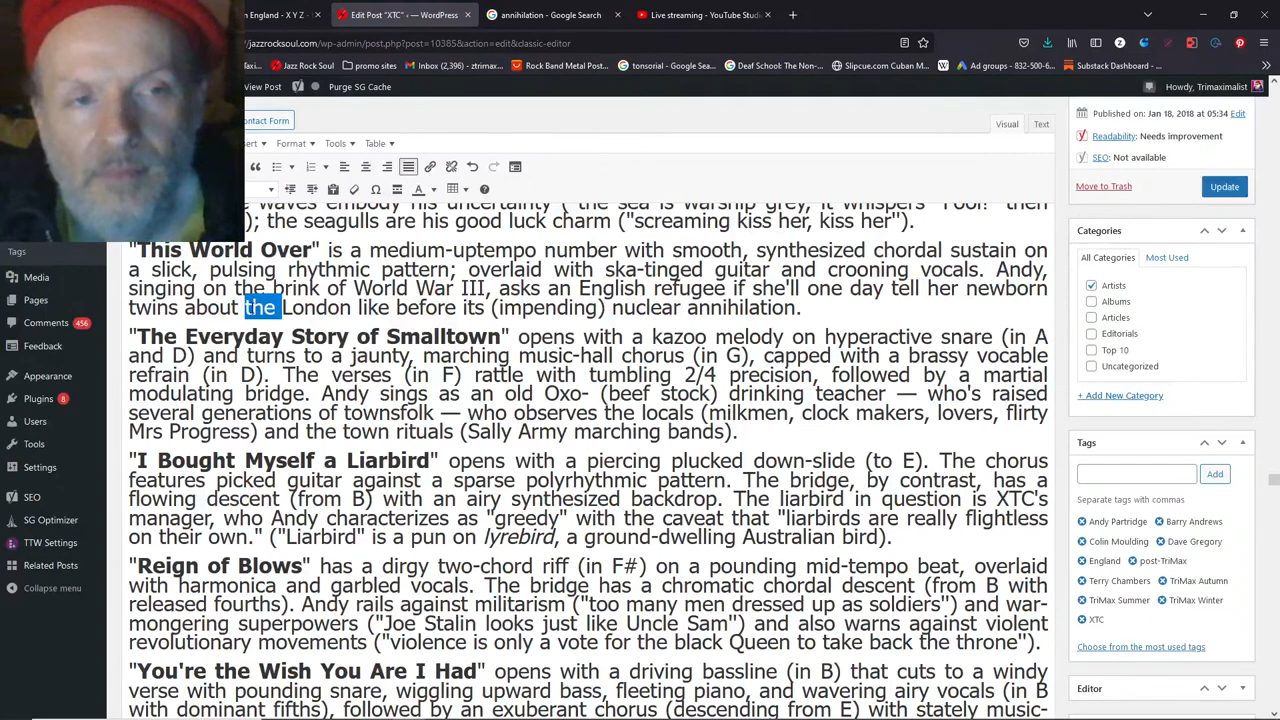 n England - X Y Z - I
Edit Post "XTC" ‹ — WordPress
annihilation - Google Search
Live streaming - YouTube Studio
//jazzrocksoul.com/wp-admin/post.php?post=10385&action=edit&classic-editor
Jazz Rock Soul
promo sites
Inbox (2,396) - ztrimax...
Rock Band Metal Post...
tonsorial - Google Sea...
Deaf School: The Non-...
Slipcue.com Cuban M...
Ad groups - 832-500-6...
Substack Dashboard -...
View Post
Purge SG Cache
Howdy, Trimaximalist
ontact Form
Visual
Text
sert
Format
Tools
Table
Published on: Jan 18, 2018 at 05:34 Edit
Readability: Needs improvement
SEO: Not available
Move to Trash
Update
Categories
All Categories
Most Used
Artists
Albums
Articles
Editorials
Top 10
Uncategorized
+ Add New Category
Tags
Add
Separate tags with commas
Andy Partridge
Barry Andrews
Colin Moulding
Dave Gregory
England
post-TriMax
Terry Chambers
TriMax Autumn
TriMax Summer
TriMax Winter
XTC
Choose from the most used tags
Editor
Tags
Media
Pages
Comments 456
Feedback
Appearance
Plugins 8
Users
Tools
Settings
SEO
SG Optimizer
TTW Settings
Related Posts
Collapse menu
e waves embody his uncertainty ("the sea is warship grey, it whispers 'Fool!' then
); the seagulls are his good luck charm ("screaming kiss her, kiss her").
"This World Over" is a medium-uptempo number with smooth, synthesized chordal sustain on
a slick, pulsing rhythmic pattern; overlaid with ska-tinged guitar and crooning vocals. Andy,
singing on the brink of World War III, asks an English refugee if she'll one day tell her newborn
twins about the London like before its (impending) nuclear annihilation.
"The Everyday Story of Smalltown" opens with a kazoo melody on hyperactive snare (in A
and D) and turns to a jaunty, marching music-hall chorus (in G), capped with a brassy vocable
refrain (in D). The verses (in F) rattle with tumbling 2/4 precision, followed by a martial
modulating bridge. Andy sings as an old Oxo- (beef stock) drinking teacher — who's raised
several generations of townsfolk — who observes the locals (milkmen, clock makers, lovers, flirty
Mrs Progress) and the town rituals (Sally Army marching bands).
"I Bought Myself a Liarbird" opens with a piercing plucked down-slide (to E). The chorus
features picked guitar against a sparse polyrhythmic pattern. The bridge, by contrast, has a
flowing descent (from B) with an airy synthesized backdrop. The liarbird in question is XTC's
manager, who Andy characterizes as "greedy" with the caveat that "liarbirds are really flightless
on their own." ("Liarbird" is a pun on lyrebird, a ground-dwelling Australian bird).
"Reign of Blows" has a dirgy two-chord riff (in F#) on a pounding mid-tempo beat, overlaid
with harmonica and garbled vocals. The bridge has a chromatic chordal descent (from B with
released fourths). Andy rails against militarism ("too many men dressed up as soldiers") and war-
mongering superpowers ("Joe Stalin looks just like Uncle Sam") and also warns against violent
revolutionary movements ("violence is only a vote for the black Queen to take back the throne").
"You're the Wish You Are I Had" opens with a driving bassline (in B) that cuts to a windy
verse with pounding snare, wiggling upward bass, fleeting piano, and wavering airy vocals (in B
with dominant fifths), followed by an exuberant chorus (descending from E) with stately music-